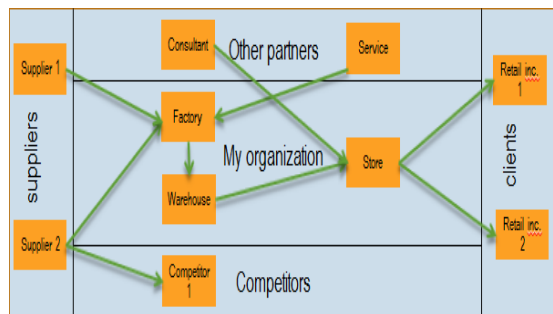 Consultant
Other partners
Service
Supplier 1
Retail inc.
1
Factory
suppliers
My organization
Store
clients
Warehouse
Supplier 2
Retail inc.
2
Competitor
1
Competitors